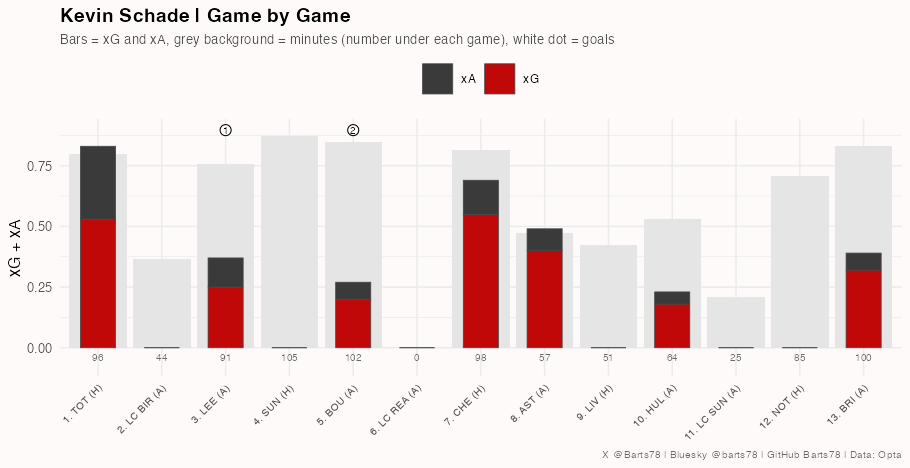 Kevin Schade | Game by Game
Bars = xG and xA, grey background = minutes (number under each game), white dot = goals
xA xG
1 2
xG + xA
0.75
0.50
0.25
0.00
96 44 91 105 102 0 98 57 51 64 25 85 100
1. TOT (H)
2. LC BIR (A)
3. LEE (A)
4. SUN (H)
5. BOU (A)
6. LC REA (A)
7. CHE (H)
8. AST (A)
9. LIV (H)
10. HUL (A)
11. LC SUN (A)
12. NOT (H)
13. BRI (A)
X @Barts78 | Bluesky @barts78 | GitHub Barts78 | Data: Opta